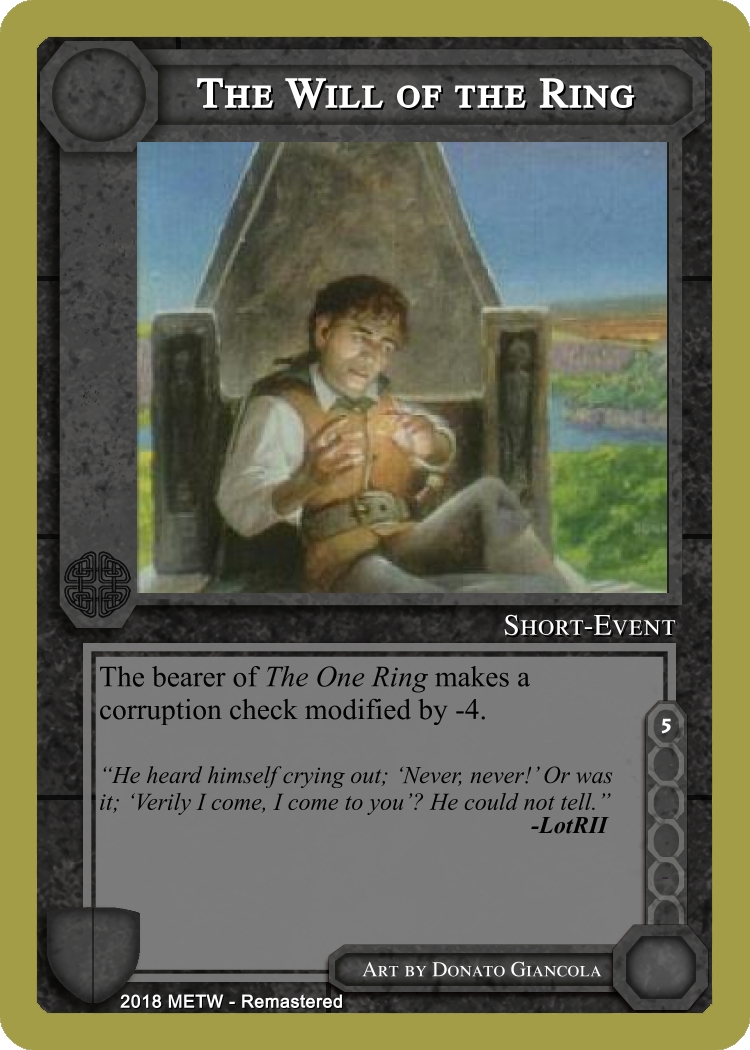 The Will of the Ring
Short-Event
The bearer of The One Ring makes a
corruption check modified by -4.
5
“He heard himself crying out; ‘Never, never!’ Or was
it; ‘Verily I come, I come to you’? He could not tell.”
-LotRII
Art by Donato Giancola
2018 METW - Remastered